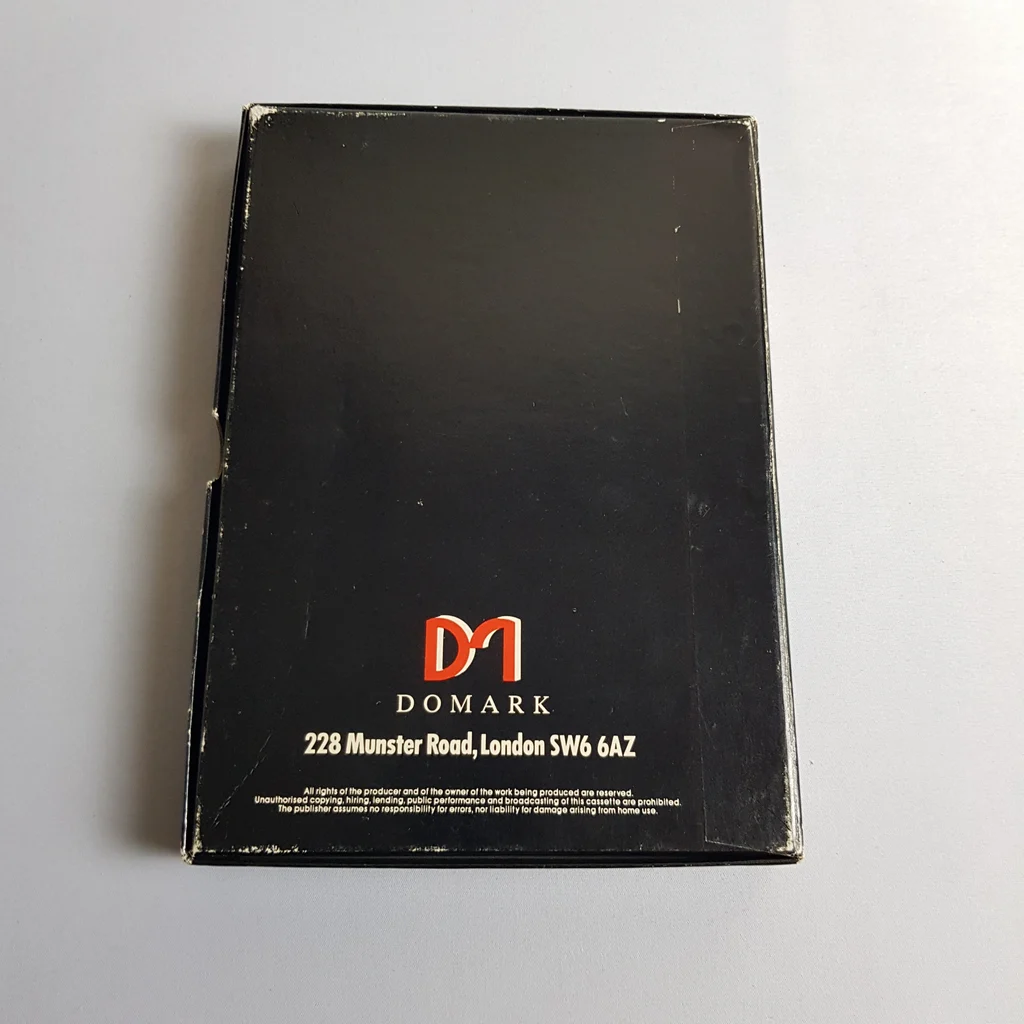 DM
DOMARK
228 Munster Road, London SW6 6AZ
All rights of the producer and of the owner of the work being produced are reserved.
Unauthorised copying, hiring, lending, public performance and broadcasting of this cassette are prohibited.
The publisher assumes no responsibility for errors, nor liability for damage arising from home use.